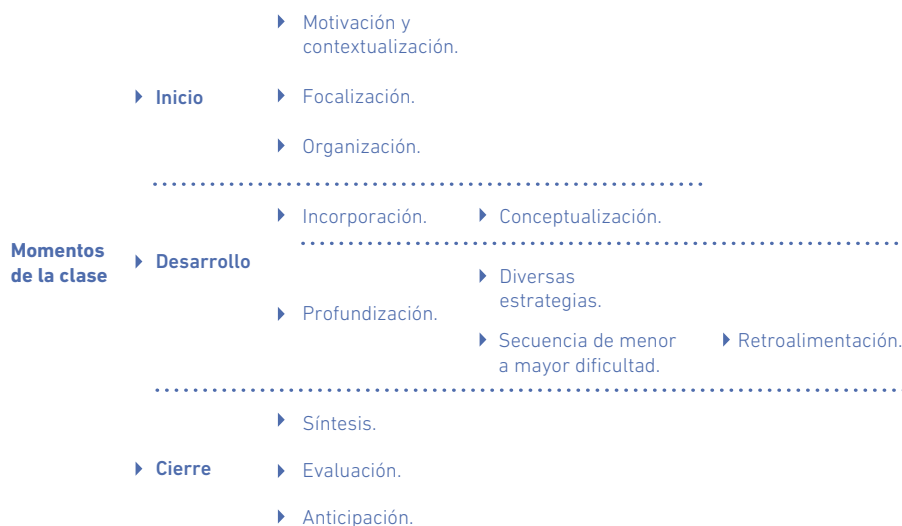 Motivación y
contextualización.
Inicio
Focalización.
Organización.
Incorporación.
Conceptualización.
Momentos
de la clase
Desarrollo
Diversas
estrategias.
Profundización.
Secuencia de menor
a mayor dificultad.
Retroalimentación.
Síntesis.
Cierre
Evaluación.
Anticipación.